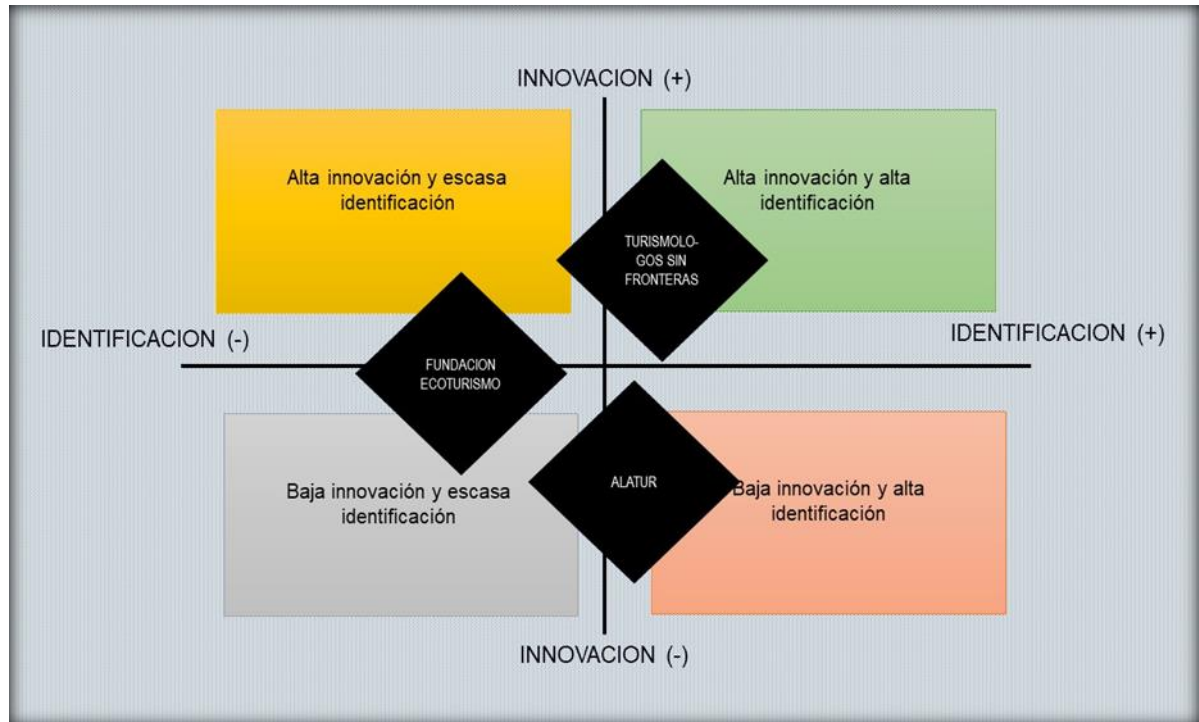 INNOVACION (+)
Alta innovación y escasa
identificación
Alta innovación y alta
identificación
TURISMOLO-
GOS SIN
FRONTERAS
IDENTIFICACION (-)
IDENTIFICACION (+)
FUNDACION
ECOTURISMO
Baja innovación y escasa
identificación
ALATUR
Baja innovación y alta
identificación
INNOVACION (-)